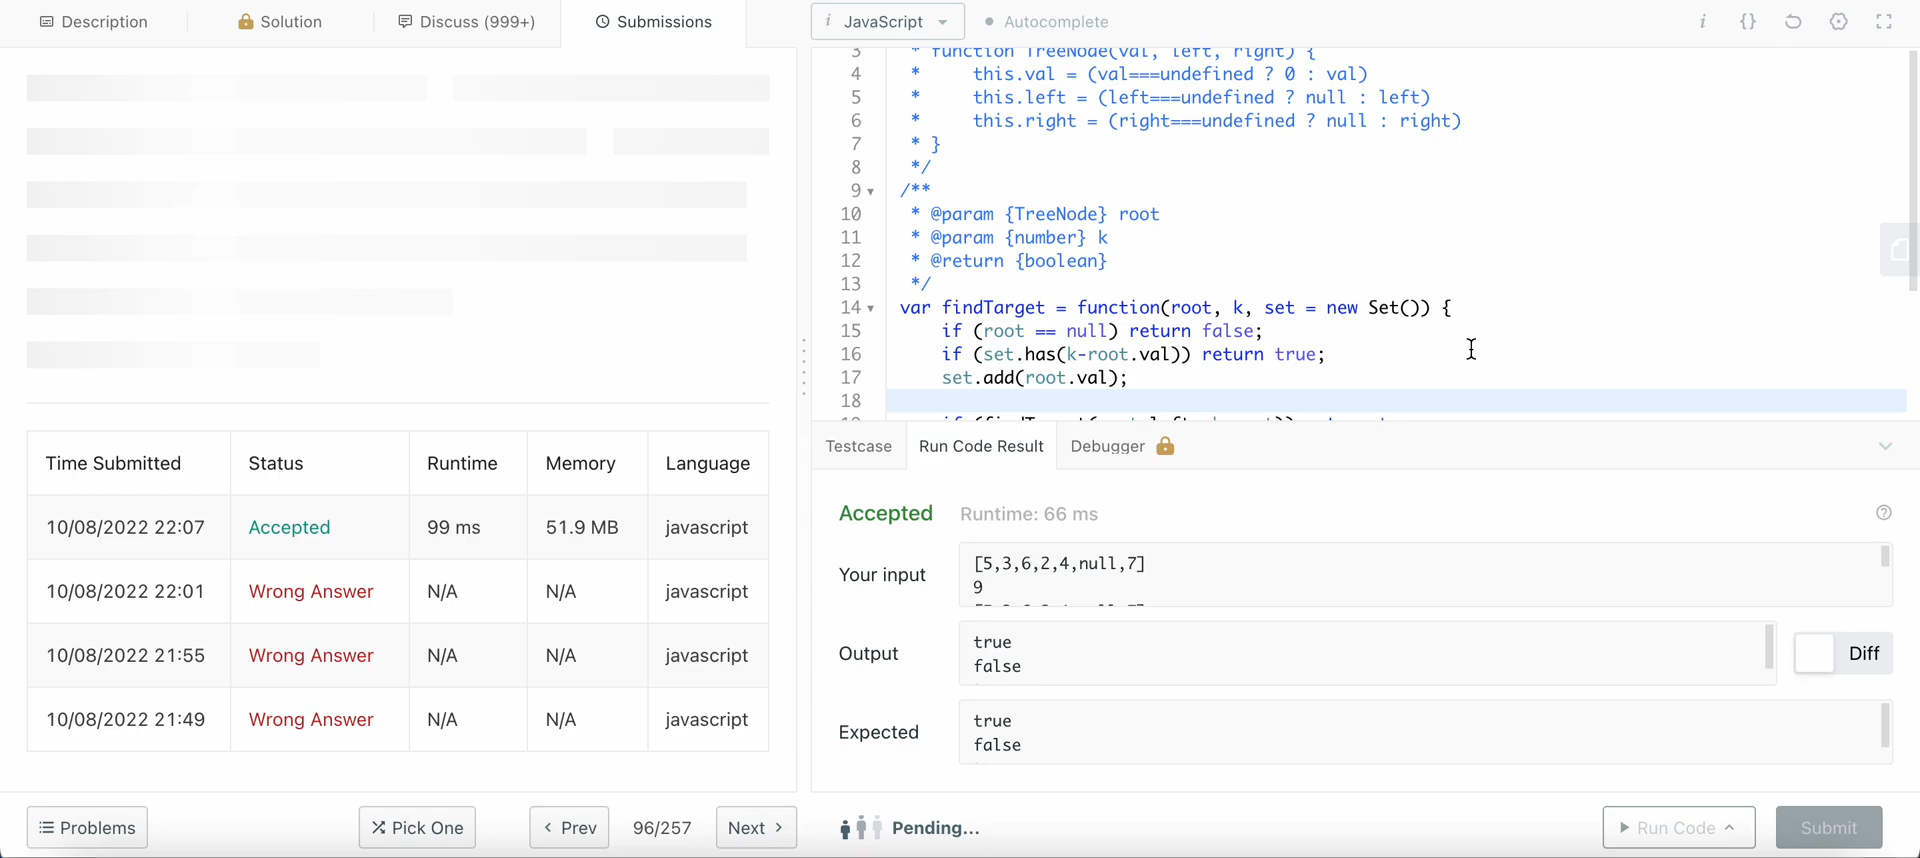 Description
Solution
Discuss (999+)
Submissions
i JavaScript
Autocomplete
i {}
3 * function TreeNode(val, left, right) {
4 * this.val = (val===undefined ? 0 : val)
5 * this.left = (left===undefined ? null : left)
6 * this.right = (right===undefined ? null : right)
7 * }
8 */
9 /**
10 * @param {TreeNode} root
11 * @param {number} k
12 * @return {boolean}
13 */
14 var findTarget = function(root, k, set = new Set()) {
15 if (root == null) return false;
16 if (set.has(k-root.val)) return true;
17 set.add(root.val);
18
Time Submitted Status Runtime Memory Language
10/08/2022 22:07 Accepted 99 ms 51.9 MB javascript
10/08/2022 22:01 Wrong Answer N/A N/A javascript
10/08/2022 21:55 Wrong Answer N/A N/A javascript
10/08/2022 21:49 Wrong Answer N/A N/A javascript
Testcase
Run Code Result
Debugger
Accepted Runtime: 66 ms
Your input
[5,3,6,2,4,null,7]
9
Output
true
false
Diff
Expected
true
false
Problems
Pick One
Prev
96/257
Next
Pending...
Run Code
Submit